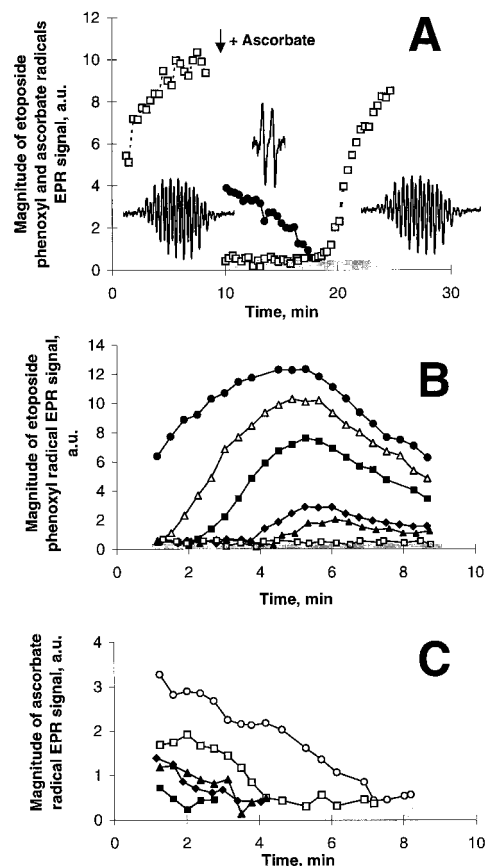 A
+ Ascorbate
Magnitude of etoposide
phenoxyl and ascorbate radicals
EPR signal, a.u.
12
10
8
6
4
2
0
0
10
20
30
Time, min
B
Magnitude of etoposide
phenoxyl radical EPR signal,
a.u.
14
12
10
8
6
4
2
0
0
2
4
6
8
10
Time, min
C
Magnitude of ascorbate
radical EPR signal, a.u.
4
3
2
1
0
0
2
4
6
8
10
Time, min